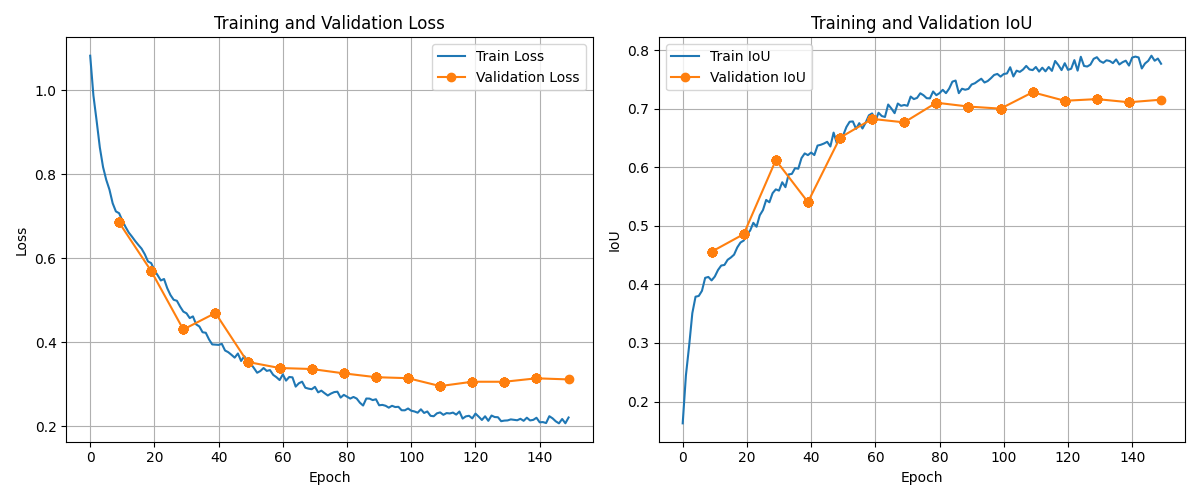 Training and Validation Loss
Train Loss
Validation Loss
Loss
1.0
0.8
0.6
0.4
0.2
0 20 40 60 80 100 120 140
Epoch
Training and Validation IoU
Train IoU
Validation IoU
IoU
0.8
0.7
0.6
0.5
0.4
0.3
0.2
0 20 40 60 80 100 120 140
Epoch